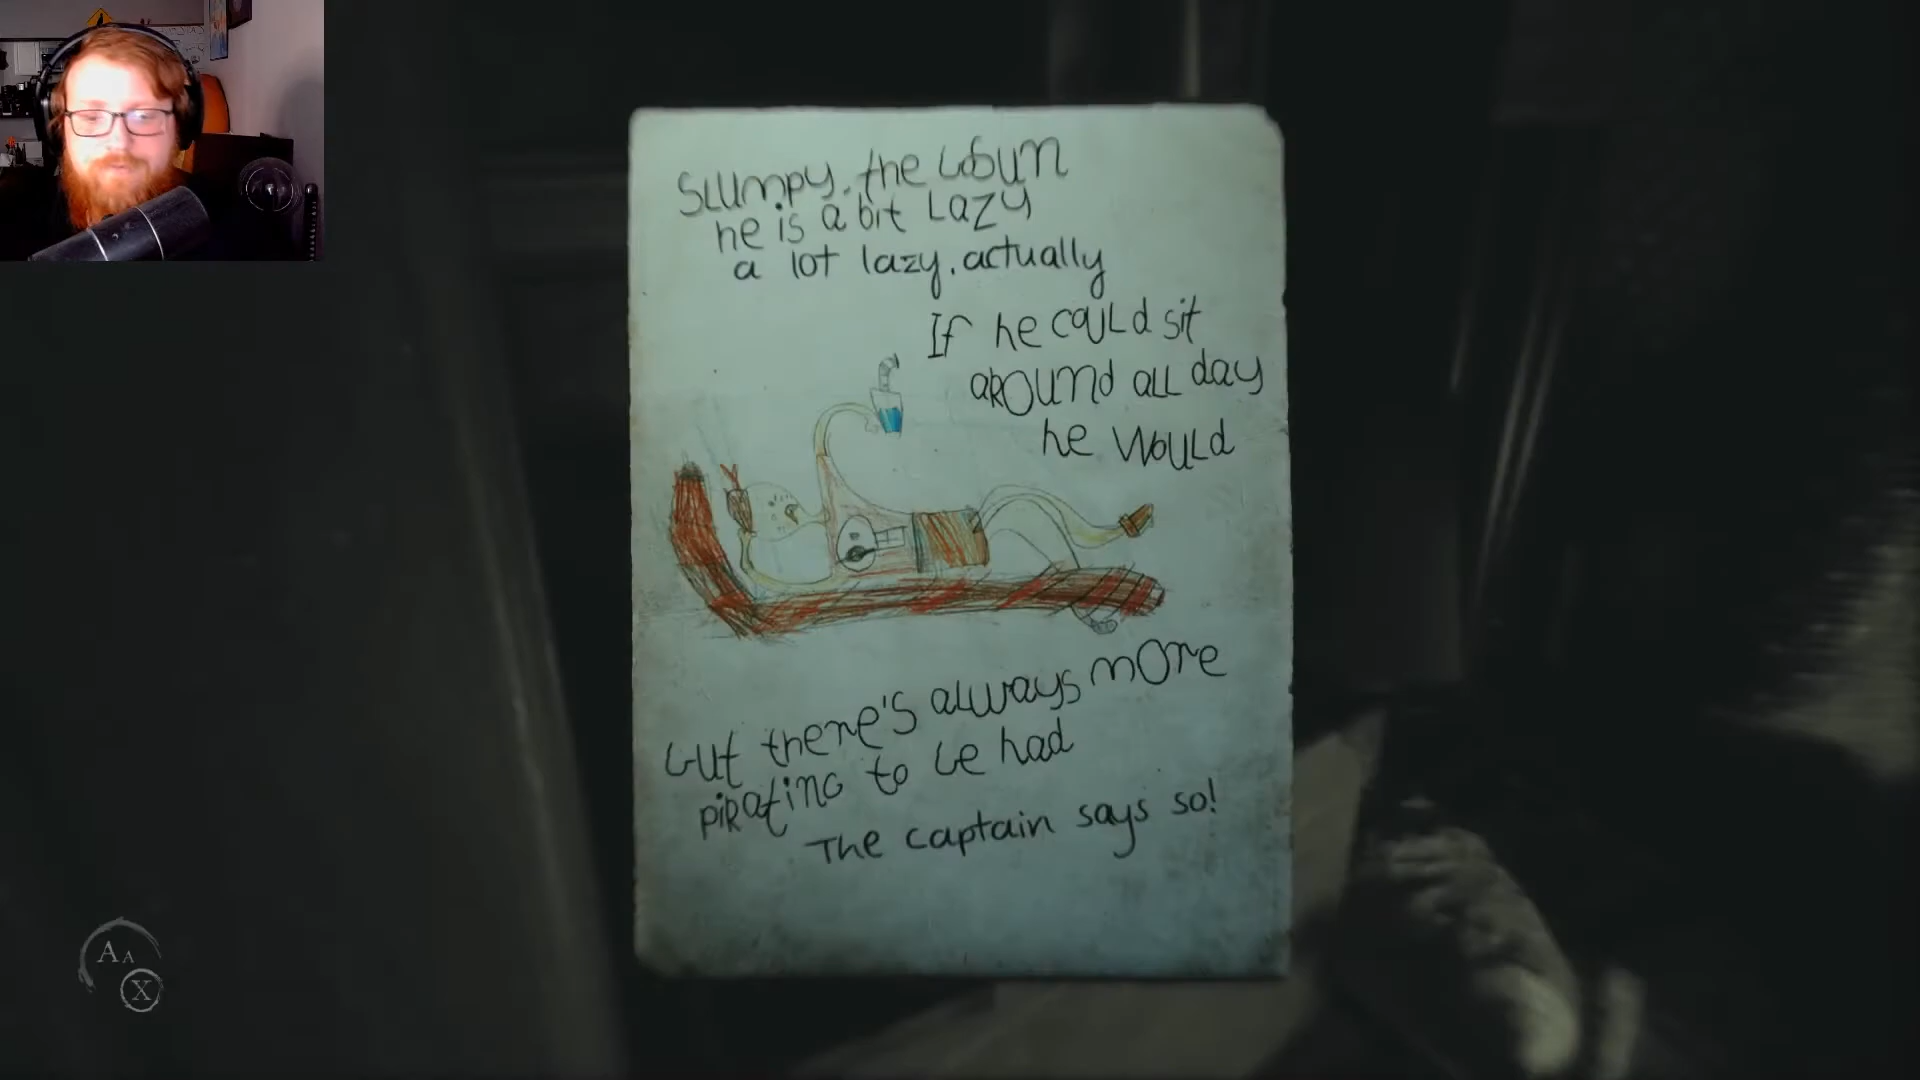 SLUMPY, the
he is a bit LAZY
a lot lazy, actually
If he couLd sit
aROUnd aLL day
he WouLd
but there's always mOre
piRating to be had
The captain says so!
AA
X